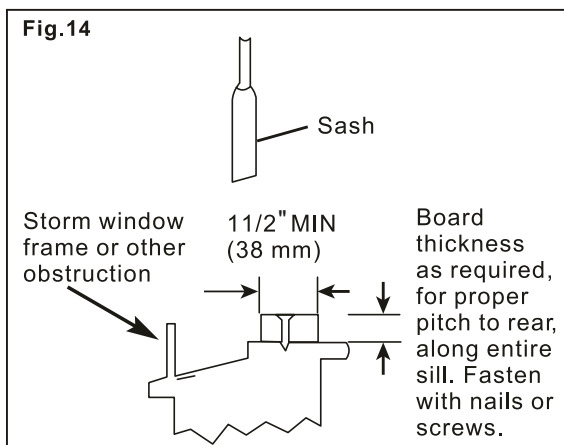 Fig.14
Sash
Storm window
frame or other
obstruction
11/2" MIN
(38 mm)
Board
thickness
as required,
for proper
pitch to rear,
along entire
sill. Fasten
with nails or
screws.